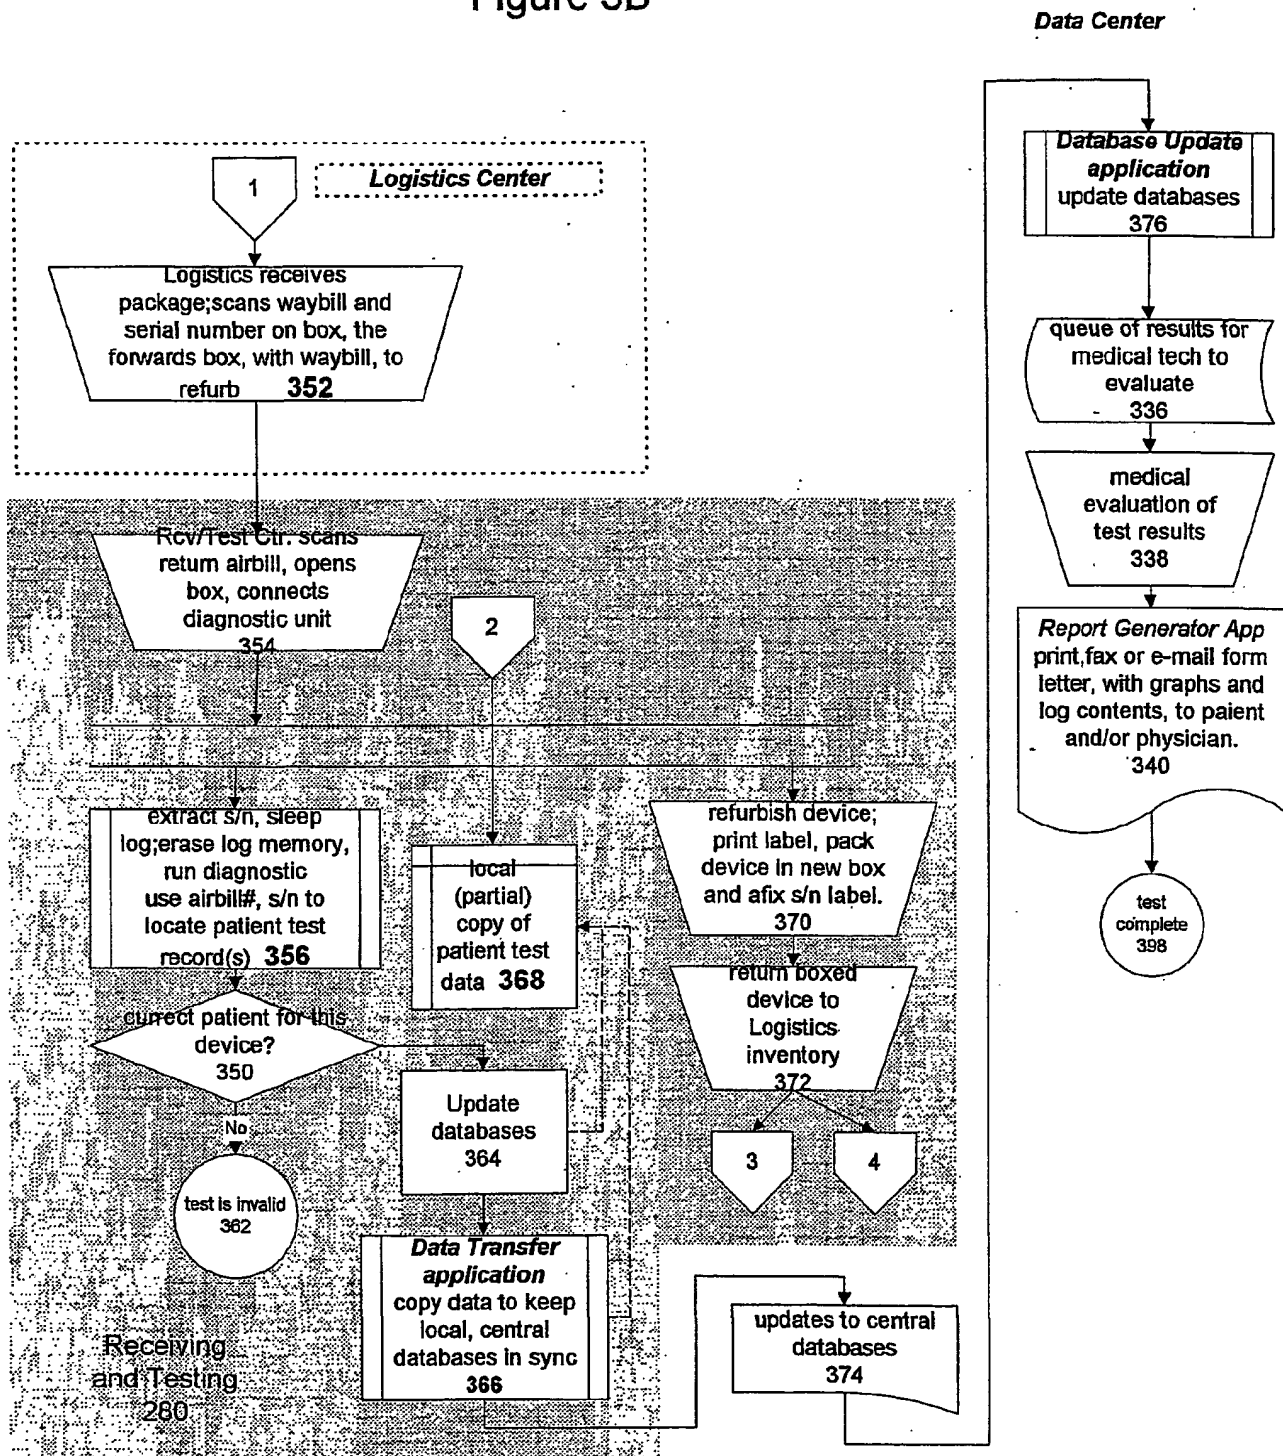 Figure 3B
Data Center
1
Logistics Center
Logistics receives
package;scans waybill and
serial number on box, the
forwards box, with waybill, to
refurb 352
Rcv/Test Ctr. scans
return airbill, opens
box, connects
diagnostic unit
354
2
extract s/n, sleep
log;erase log memory,
run diagnostic
use airbill#, s/n to
locate patient test
record(s) 356
local
(partial)
copy of
patient test
data 368
refurbish device;
print label, pack
device in new box
and afix s/n label.
370
return boxed
device to
Logistics
inventory
372
3
4
currect patient for this
device?
350
No
test is invalid
362
Update
databases
364
Data Transfer
application
copy data to keep
local, central
databases in sync
366
Receiving
and Testing
280
updates to central
databases
374
Database Update
application
update databases
376
queue of results for
medical tech to
evaluate
336
medical
evaluation of
test results
338
Report Generator App
print,fax or e-mail form
letter, with graphs and
log contents, to paient
and/or physician.
340
test
complete
398